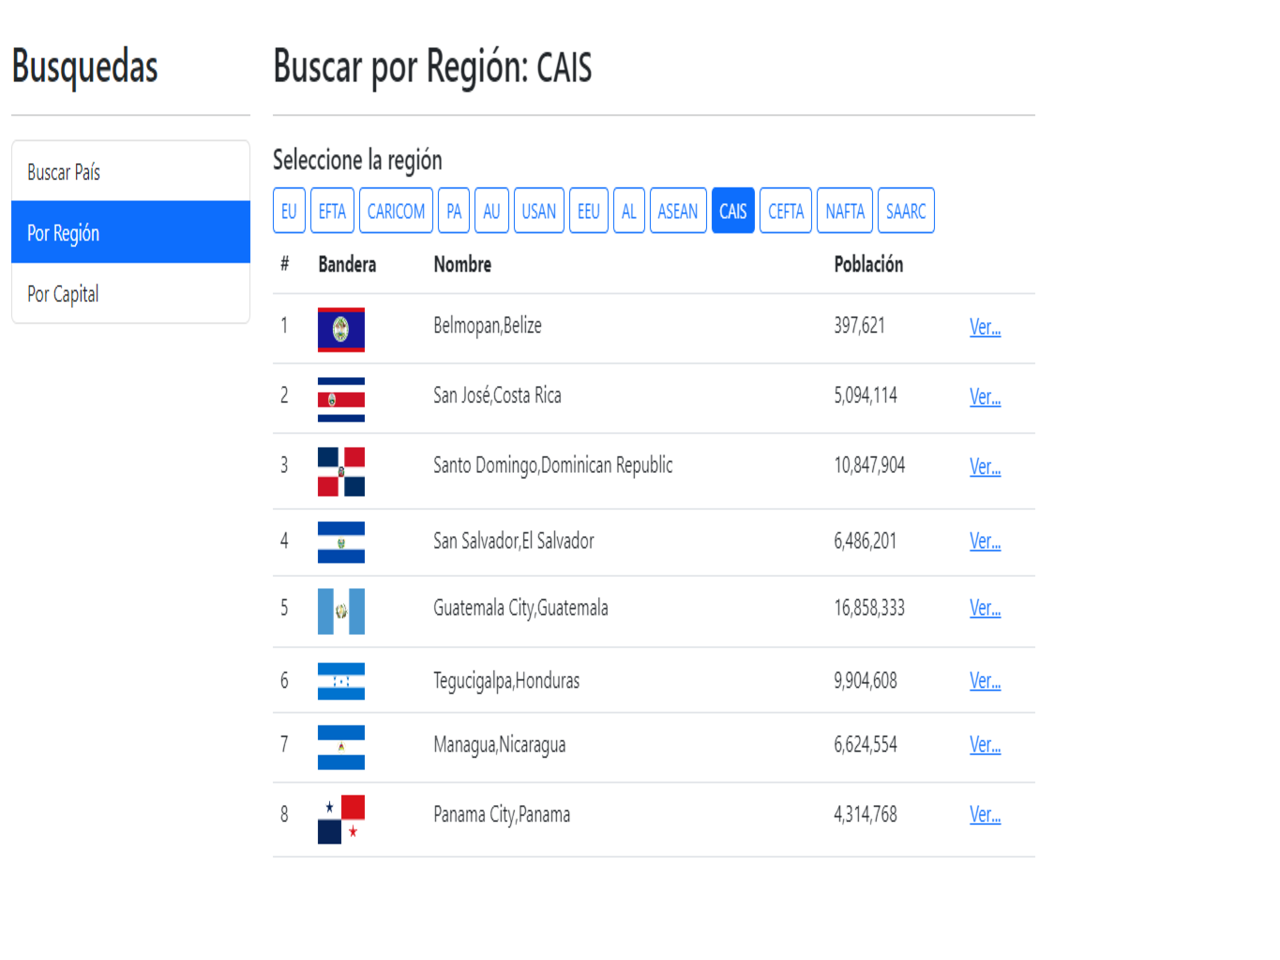 Busquedas
Buscar País
Por Región
Por Capital
Buscar por Región: CAIS
Seleccione la región
EU EFTA CARICOM PA AU USAN EEU AL ASEAN CAIS CEFTA NAFTA SAARC
# Bandera Nombre Población
1 Belmopan,Belize 397,621 Ver...
2 San José,Costa Rica 5,094,114 Ver...
3 Santo Domingo,Dominican Republic 10,847,904 Ver...
4 San Salvador,El Salvador 6,486,201 Ver...
5 Guatemala City,Guatemala 16,858,333 Ver...
6 Tegucigalpa,Honduras 9,904,608 Ver...
7 Managua,Nicaragua 6,624,554 Ver...
8 Panama City,Panama 4,314,768 Ver...